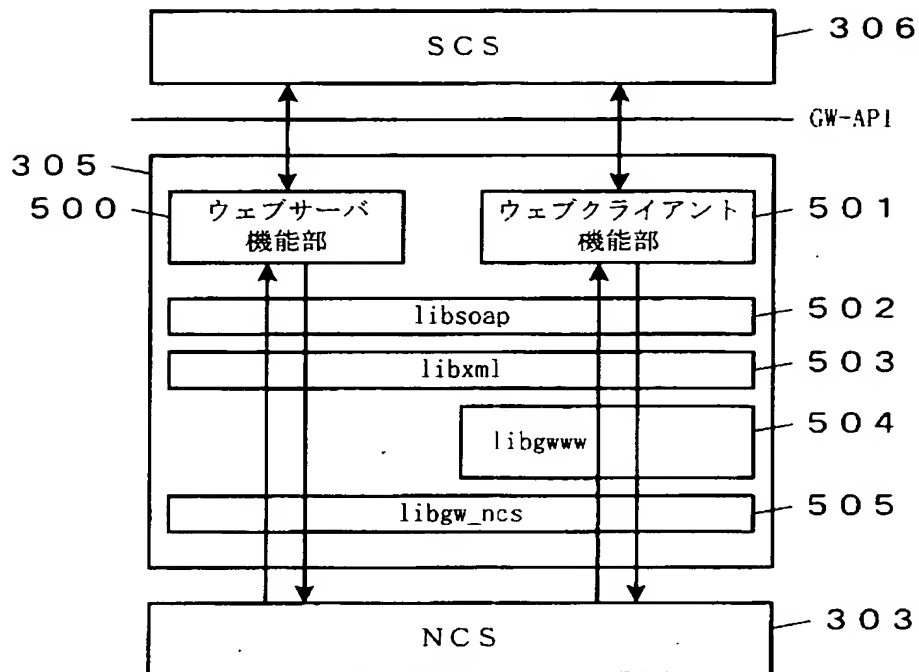 SCS
306
GW-API
305
500
ウェブサーバ
機能部
ウェブクライアント
機能部
501
libsoap
502
libxml
503
libgwww
504
libgw_ncs
505
NCS
303